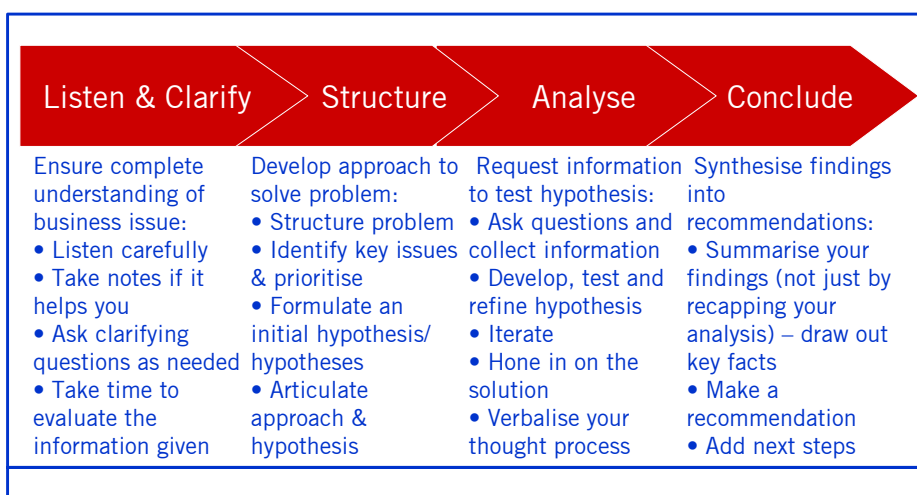 Listen & Clarify
Structure
Analyse
Conclude
Ensure complete
understanding of
business issue:
• Listen carefully
• Take notes if it
helps you
• Ask clarifying
questions as needed
• Take time to
evaluate the
information given
Develop approach to
solve problem:
• Structure problem
• Identify key issues
& prioritise
• Formulate an
initial hypothesis/
hypotheses
• Articulate
approach &
hypothesis
Request information
to test hypothesis:
• Ask questions and
collect information
• Develop, test and
refine hypothesis
• Iterate
• Hone in on the
solution
• Verbalise your
thought process
Synthesise findings
into
recommendations:
• Summarise your
findings (not just by
recapping your
analysis) – draw out
key facts
• Make a
recommendation
• Add next steps